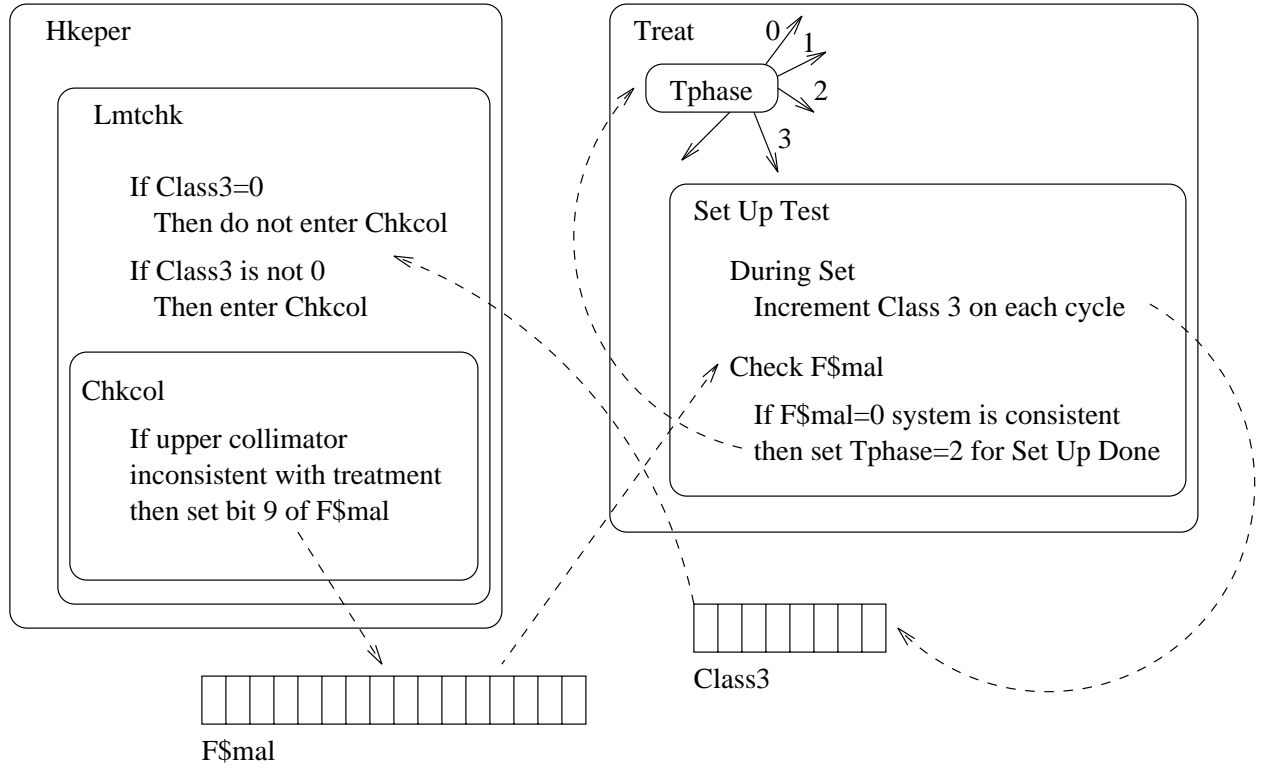 Hkeper
Lmtchk
If Class3=0
Then do not enter Chkcol
If Class3 is not 0
Then enter Chkcol
Chkcol
If upper collimator
inconsistent with treatment
then set bit 9 of F$mal
F$mal
Treat
Tphase
0
1
2
3
Set Up Test
During Set
Increment Class 3 on each cycle
Check F$mal
If F$mal=0 system is consistent
then set Tphase=2 for Set Up Done
Class3